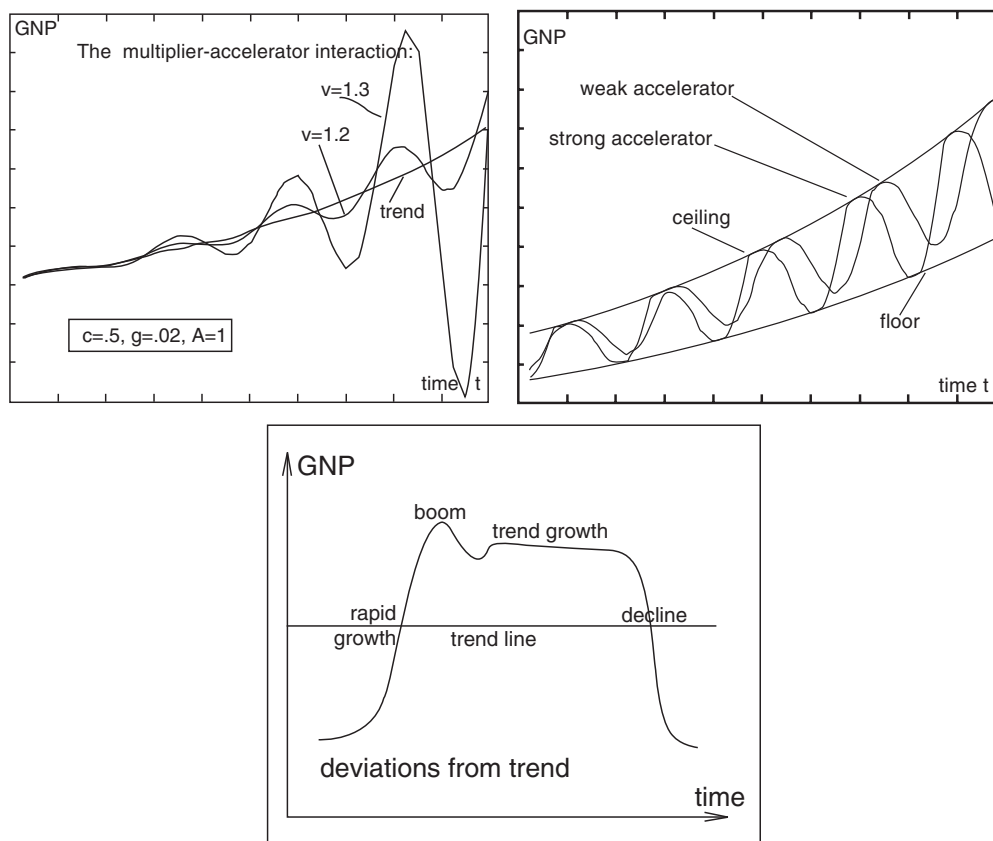 GNP
The multiplier-accelerator interaction:
v=1.3
v=1.2
trend
c=.5, g=.02, A=1
time t
GNP
weak accelerator
strong accelerator
ceiling
floor
time t
GNP
boom
trend growth
rapid
growth
trend line
decline
deviations from trend
time